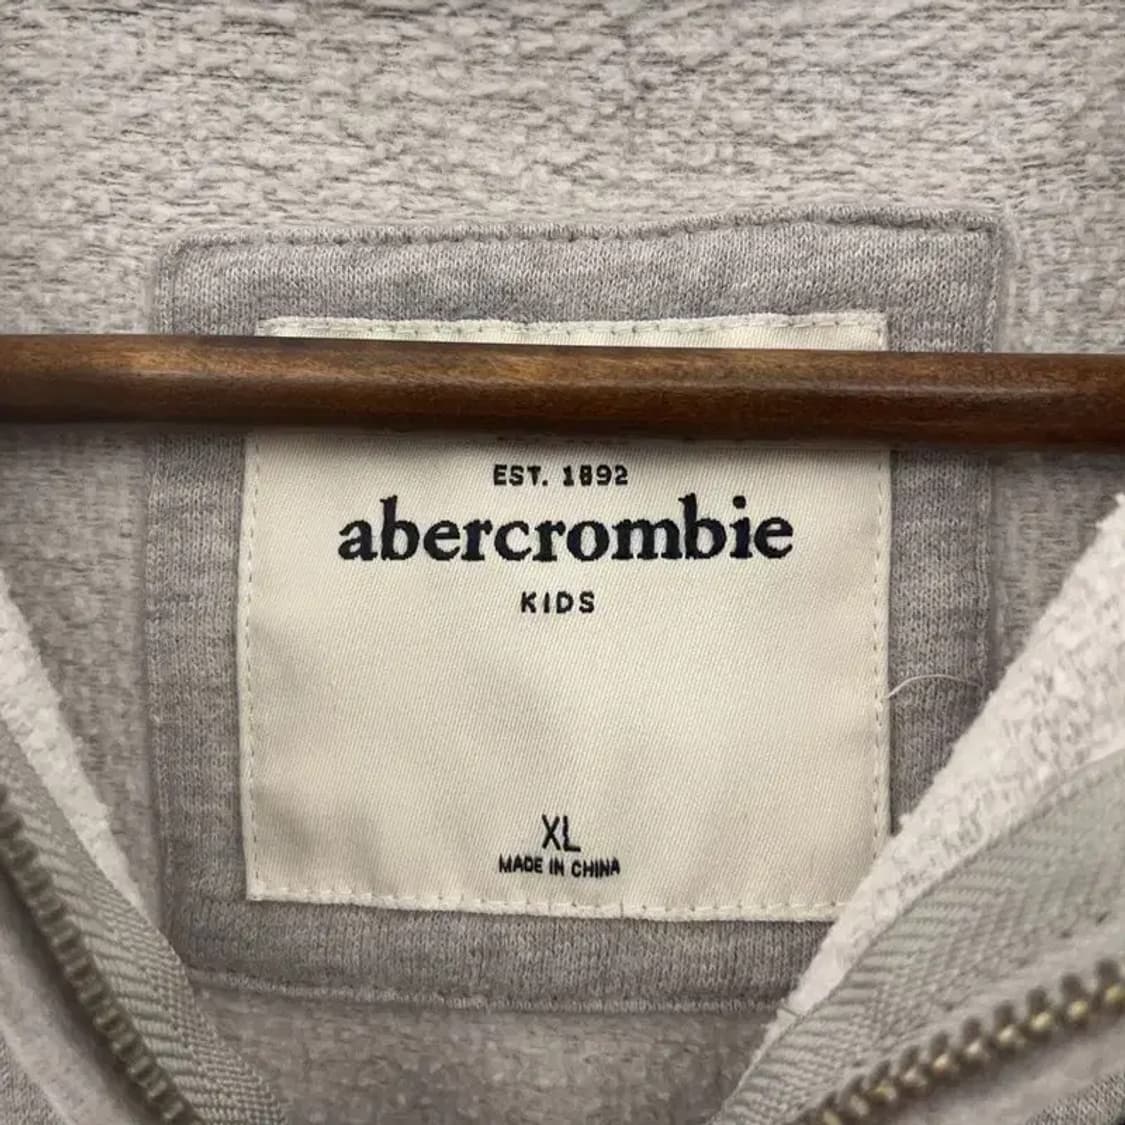 EST. 1892
abercrombie
KIDS
XL
MADE IN CHINA